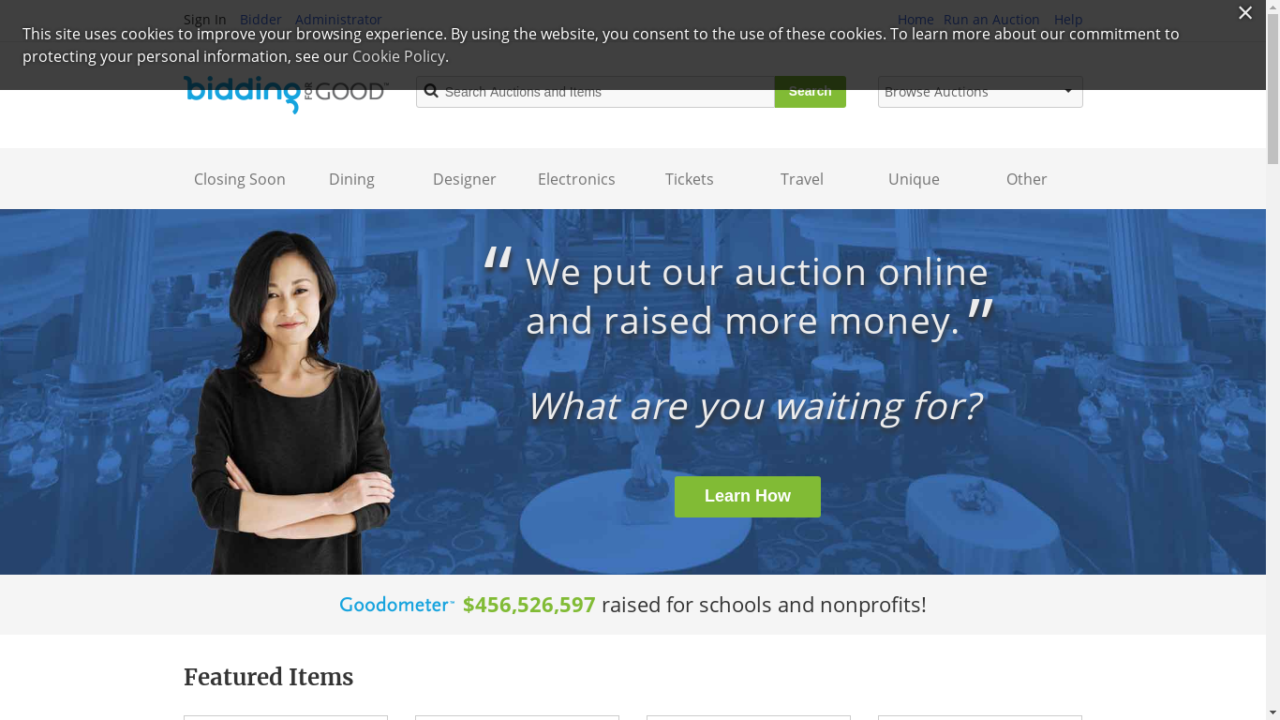 Sign In Bidder Administrator Home Run an Auction Help
This site uses cookies to improve your browsing experience. By using the website, you consent to the use of these cookies. To learn more about our commitment to
protecting your personal information, see our Cookie Policy.
bidding FOR GOOD Search Auctions and Items Search Browse Auctions
Closing Soon Dining Designer Electronics Tickets Travel Unique Other
“ We put our auction online
and raised more money. ”
What are you waiting for?
Learn How
Goodometer™ $456,526,597 raised for schools and nonprofits!
Featured Items